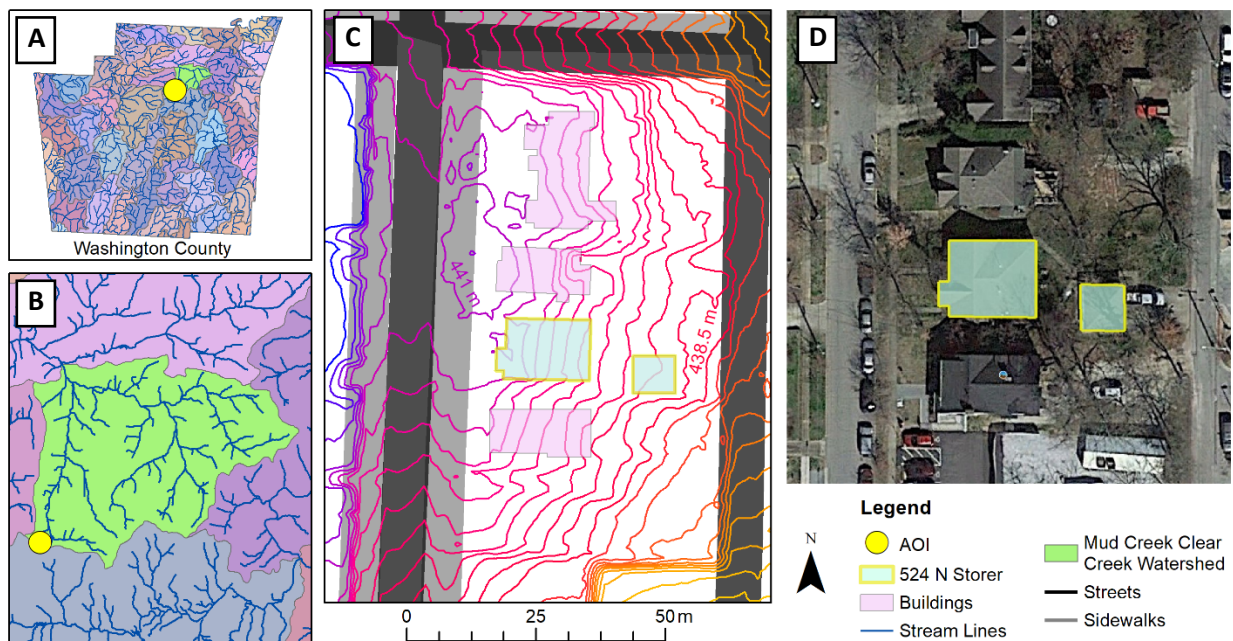 A
Washington County
B
C
441 m
438.5 m
0 25 50 m
D
Legend
N
AOI
524 N Storer
Buildings
Stream Lines
Mud Creek Clear
Creek Watershed
Streets
Sidewalks